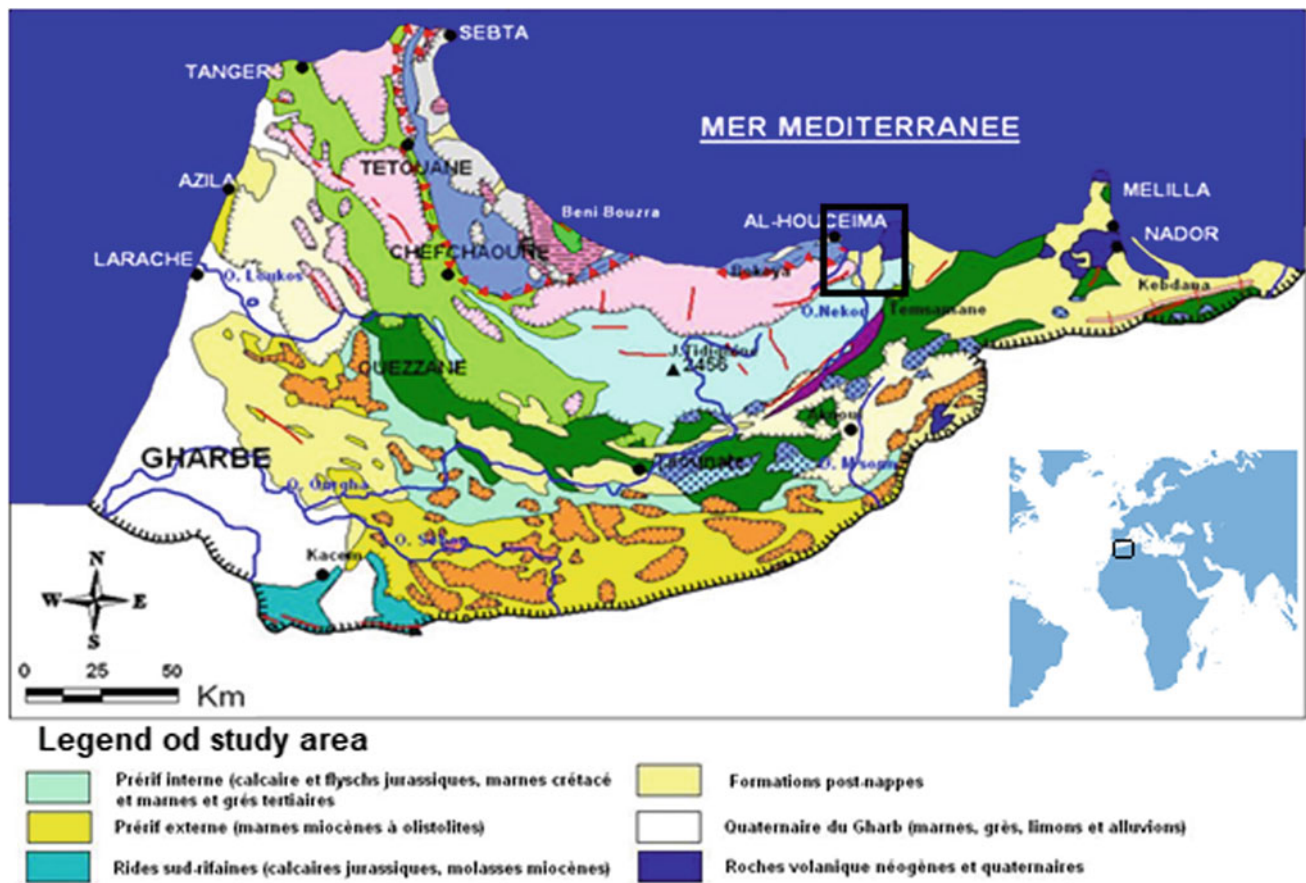 SEBTA
TANGER
MER MEDITERRANEE
TETOUANE
AZILA
MELILLA
Beni Bouzra
AL-HOUCEIMA
NADOR
CHEFCHAOUNE
LARACHE
O. Loukos
Bokoya
Kebdana
O.Nekor
Temsamane
OUEZZANE
2456
Aknoul
GHARBE
Taounate
O. Msoun
O. Ouergha
O. Sebou
Kacem
N
W E
S
0 25 50
Km
Legend od study area
Prérif interne (calcaire et flyschs jurassiques, marnes crétacé
et marnes et grés tertiaires
Formations post-nappes
Prérif externe (marnes miocènes à olistolites)
Quaternaire du Gharb (marnes, grès, limons et alluvions)
Rides sud-rifaines (calcaires jurassiques, molasses miocènes)
Roches volanique néogènes et quaternaires